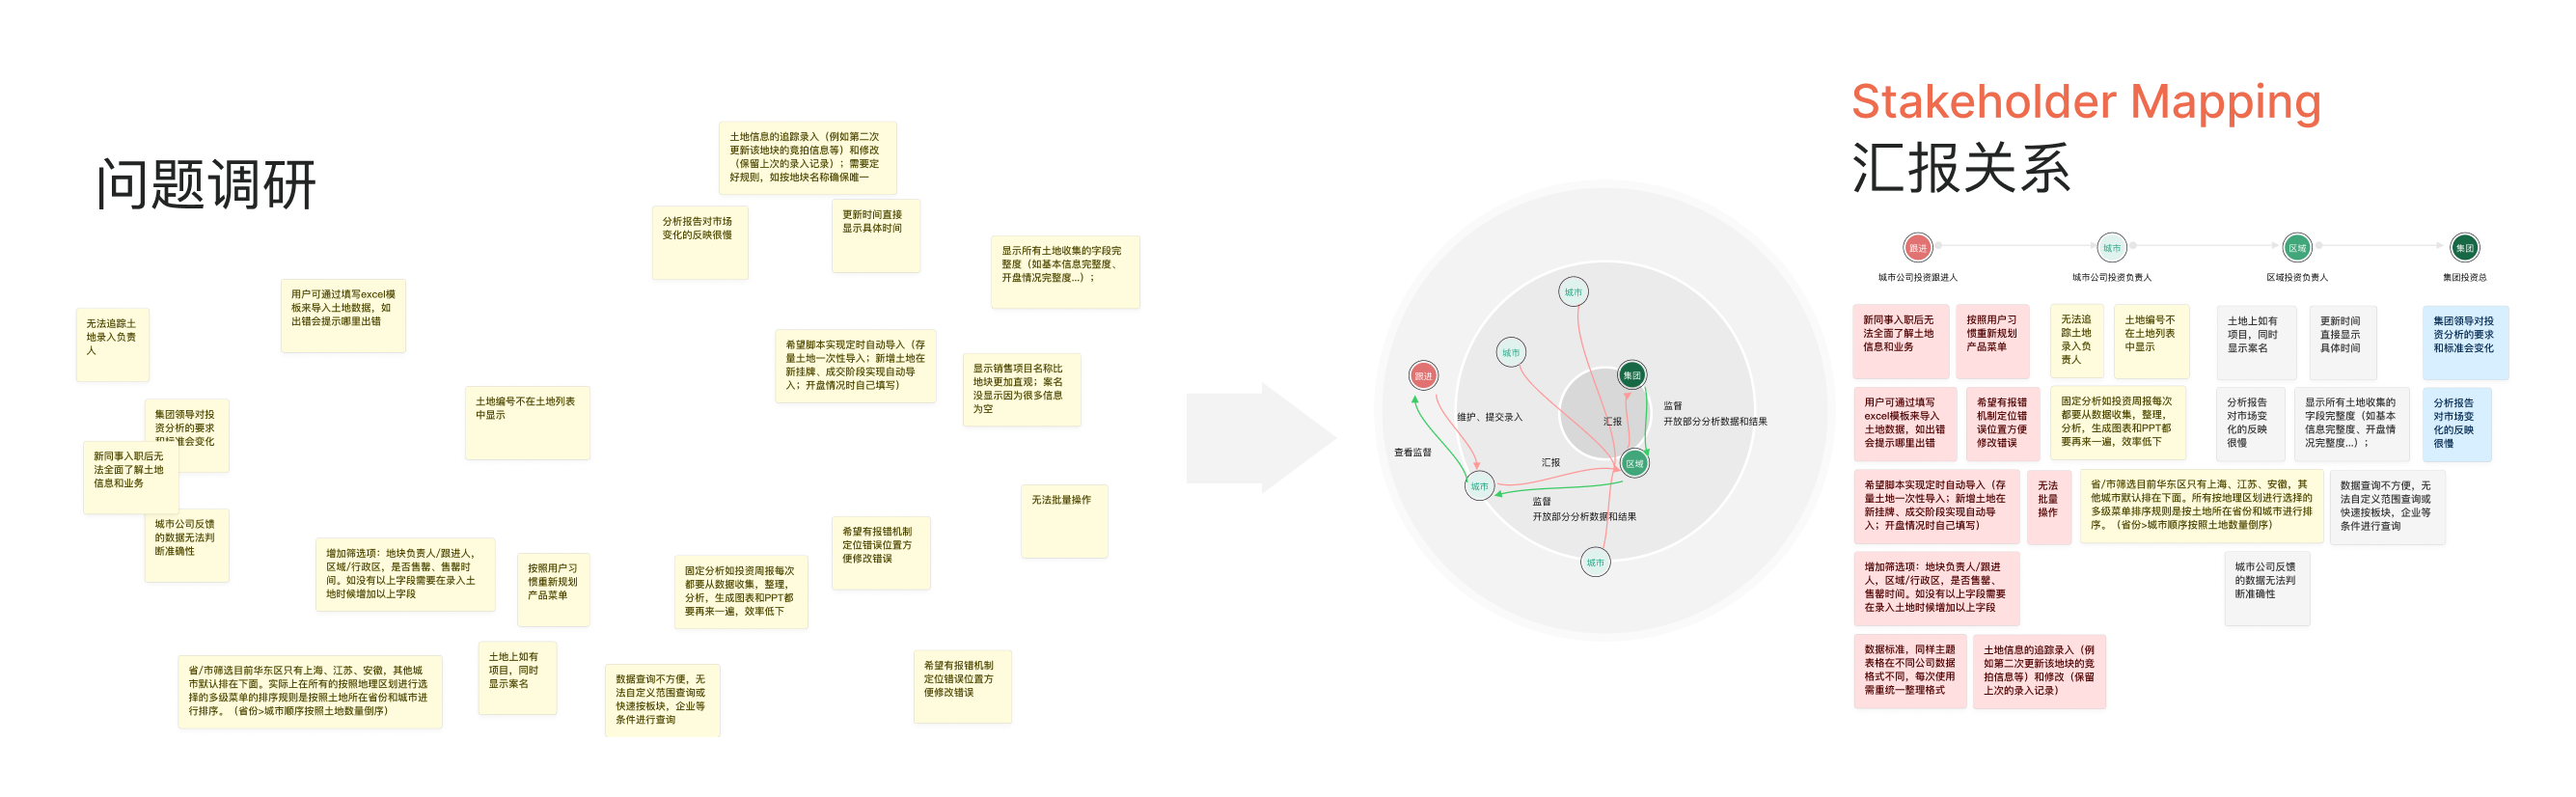 问题调研
土地信息的追踪录入（例如第二次
更新该地块的竞拍信息等）和修改
（保留上次的录入记录）；需要定
好规则，如按地块名称确保唯一
分析报告对市场
变化的反映很慢
更新时间直接
显示具体时间
显示所有土地收集的字段完
整度（如基本信息完整度、
开盘情况完整度...）；
用户可通过填写excel模
板来导入土地数据，如
出错会提示哪里出错
无法追踪土
地录入负责
人
希望脚本实现定时自动导入（存
量土地一次性导入；新增土地在
新挂牌、成交阶段实现自动导
入；开盘情况时自己填写）
显示销售项目名称比
地块更加直观；案名
没显示因为很多信息
为空
土地编号不在土地列表
中显示
集团领导对投
资分析的要求
和标准会变化
新同事入职后无
法全面了解土地
信息和业务
城市公司反馈
的数据无法判
断准确性
无法批量操作
希望有报错机制
定位错误位置方
便修改错误
增加筛选项：地块负责人/跟进人，
区域/行政区，是否售罄、售罄时
间。如没有以上字段需要在录入土
地时候增加以上字段
按照用户习
惯重新规划
产品菜单
固定分析如投资周报每次
都要从数据收集，整理，
分析，生成图表和PPT都
要再来一遍，效率低下
省/市筛选目前华东区只有上海、江苏、安徽，其他城
市默认排在下面。实际上在所有的按照地理区划进行选
择的多级菜单的排序规则是按照土地所在省份和城市进
行排序。（省份>城市顺序按照土地数量倒序）
土地上如有
项目，同时
显示案名
数据查询不方便，无
法自定义范围查询或
快速按板块，企业等
条件进行查询
希望有报错机制
定位错误位置方
便修改错误
城市
城市
跟进
集团
维护、提交录入
汇报
监督
开放部分分析数据和结果
查看监督
汇报
区域
城市
监督
开放部分分析数据和结果
城市
Stakeholder Mapping
汇报关系
跟进
城市
区域
集团
城市公司投资跟进人
城市公司投资负责人
区域投资负责人
集团投资总
新同事入职后无
法全面了解土地
信息和业务
按照用户习
惯重新规划
产品菜单
无法追
踪土地
录入负
责人
土地编号不
在土地列表
中显示
土地上如有
项目，同时
显示案名
更新时间
直接显示
具体时间
集团领导对投
资分析的要求
和标准会变化
用户可通过填写
excel模板来导入
土地数据，如出错
会提示哪里出错
希望有报错
机制定位错
误位置方便
修改错误
固定分析如投资周报每次
都要从数据收集，整理，
分析，生成图表和PPT都
要再来一遍，效率低下
分析报告
对市场变
化的反映
很慢
显示所有土地收集的
字段完整度（如基本
信息完整度、开盘情
况完整度...）；
分析报告
对市场变
化的反映
很慢
希望脚本实现定时自动导入（存
量土地一次性导入；新增土地在
新挂牌、成交阶段实现自动导
入；开盘情况时自己填写）
无法
批量
操作
省/市筛选目前华东区只有上海、江苏、安徽，其
他城市默认排在下面。所有按地理区划进行选择的
多级菜单排序规则是按土地所在省份和城市进行排
序。（省份>城市顺序按照土地数量倒序）
数据查询不方便，无
法自定义范围查询或
快速按板块，企业等
条件进行查询
增加筛选项：地块负责人/跟进
人，区域/行政区，是否售罄、
售罄时间。如没有以上字段需要
在录入土地时候增加以上字段
城市公司反馈
的数据无法判
断准确性
数据标准，同样主题
表格在不同公司数据
格式不同，每次使用
需重统一整理格式
土地信息的追踪录入（例
如第二次更新该地块的竞
拍信息等）和修改（保留
上次的录入记录）